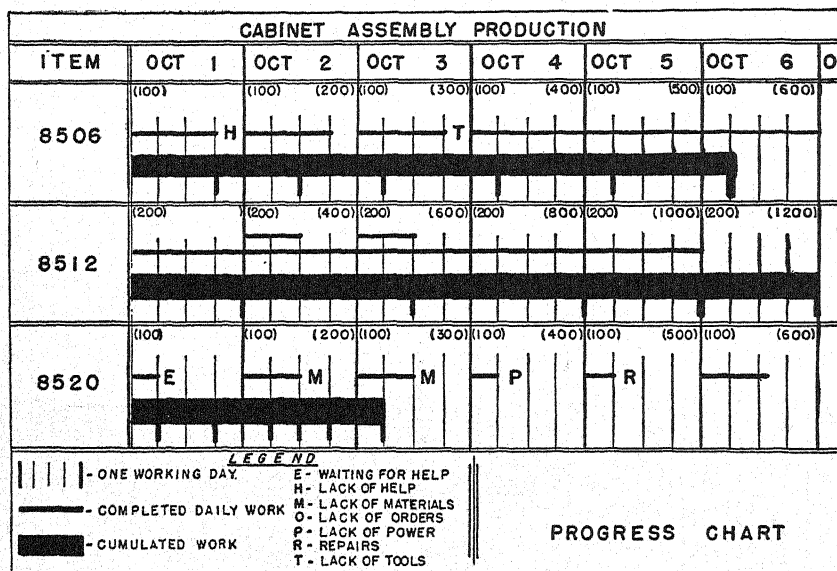 CABINET ASSEMBLY PRODUCTION
ITEM OCT 1 OCT 2 OCT 3 OCT 4 OCT 5 OCT 6 O
(100) (100) (200) (100) (300) (100) (400) (100) (500) (100) (600)
8506 H T
(200) (200) (400) (200) (600) (200) (800) (200) (1000) (200) (1200)
8512
(100) (100) (200) (100) (300) (100) (400) (100) (500) (100) (600)
8520 E M M P R
LEGEND
- ONE WORKING DAY.
- COMPLETED DAILY WORK
- CUMULATED WORK
E - WAITING FOR HELP
H - LACK OF HELP
M - LACK OF MATERIALS
O - LACK OF ORDERS
P - LACK OF POWER
R - REPAIRS
T - LACK OF TOOLS
PROGRESS CHART